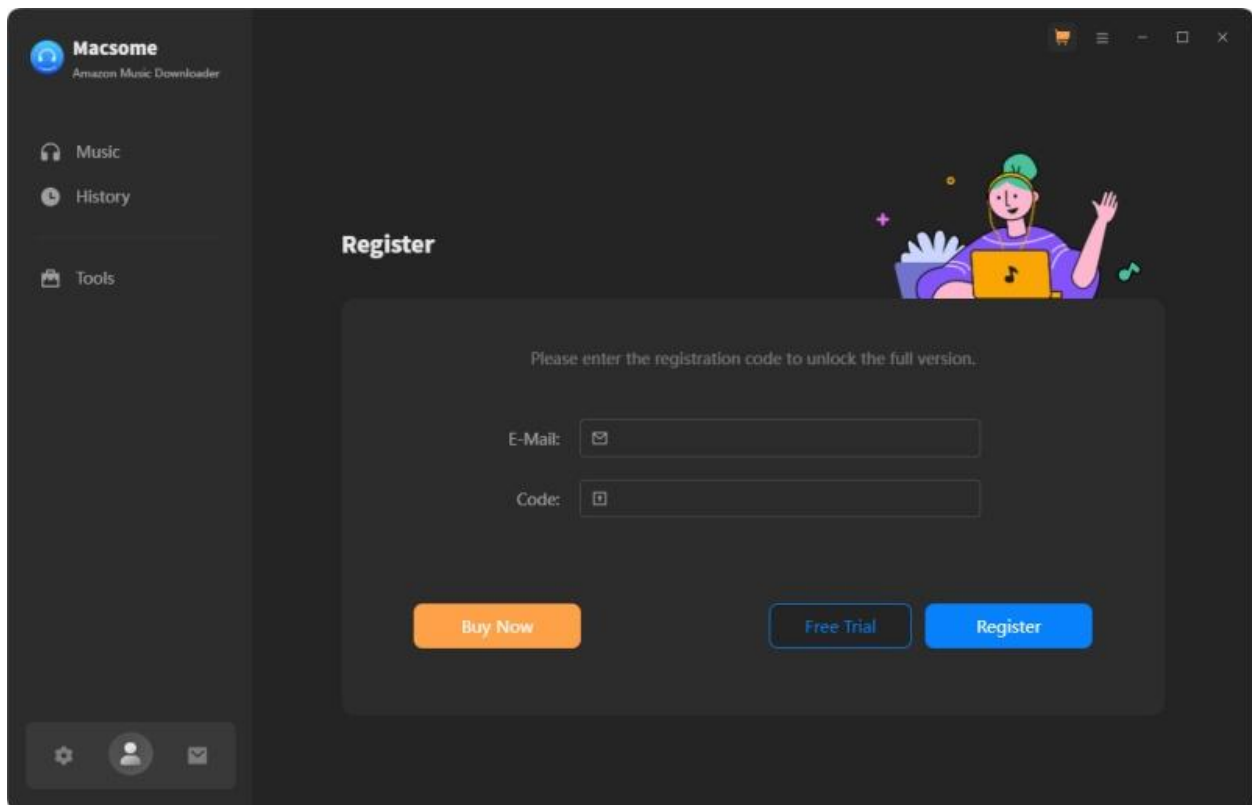 Macsome
Amazon Music Downloader
Music
History
Tools
Register
Please enter the registration code to unlock the full version.
E-Mail:
Code:
Buy Now
Free Trial
Register